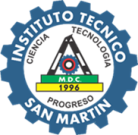 INSTITUTO TECNICO
CIENCIA
TECNOLOGIA
M.D.C.
1996
PROGRESO
SAN MARTIN